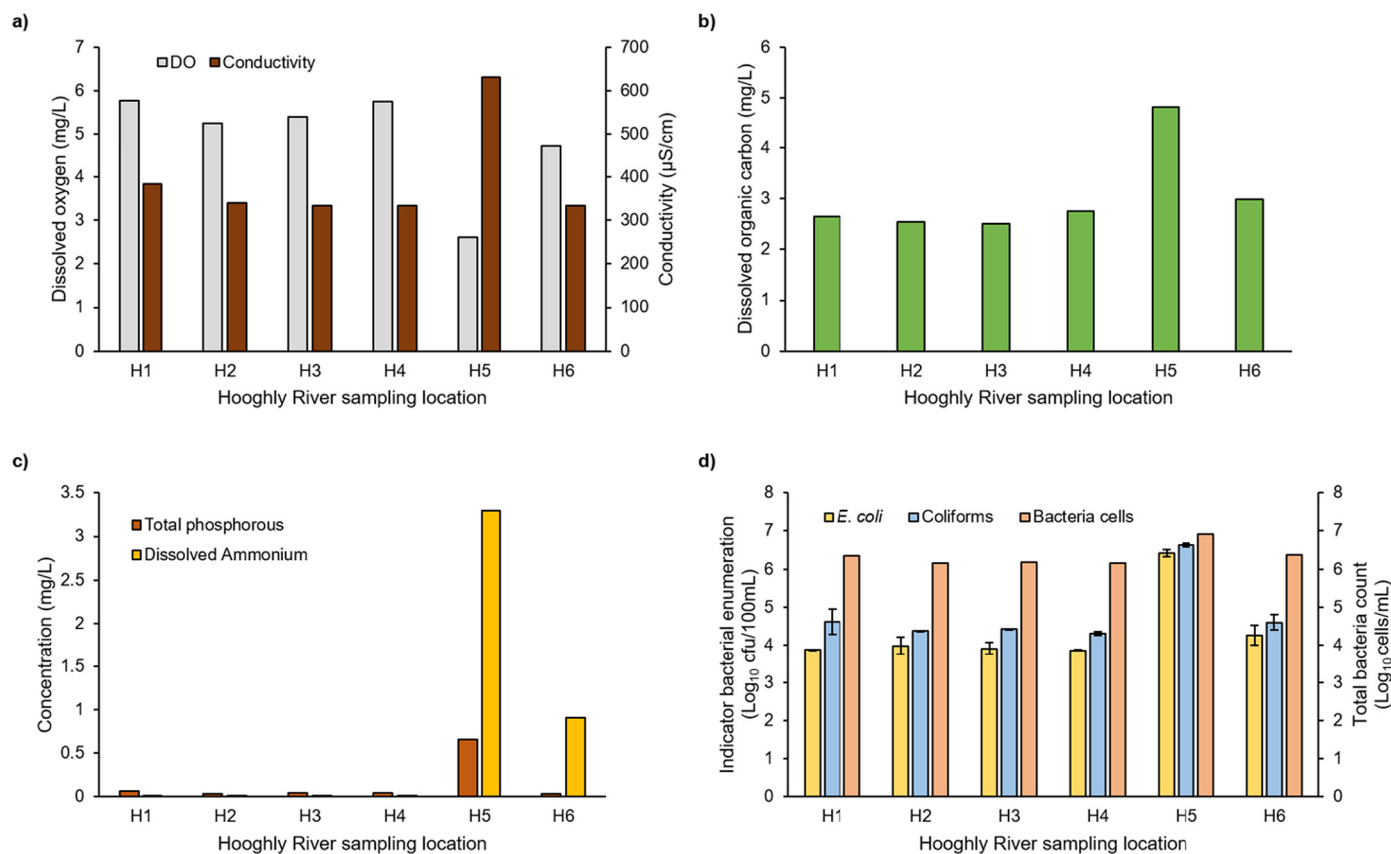 a)
DO Conductivity
Dissolved oxygen (mg/L)
7
6
5
4
3
2
1
0
Conductivity (µS/cm)
700
600
500
400
300
200
100
0
H1 H2 H3 H4 H5 H6
Hooghly River sampling location
b)
Dissolved organic carbon (mg/L)
6
5
4
3
2
1
0
H1 H2 H3 H4 H5 H6
Hooghly River sampling location
c)
Total phosphorous
Dissolved Ammonium
Concentration (mg/L)
3.5
3
2.5
2
1.5
1
0.5
0
H1 H2 H3 H4 H5 H6
Hooghly River sampling location
d)
E. coli Coliforms Bacteria cells
Indicator bacterial enumeration
(Log₁₀ cfu/100mL)
8
7
6
5
4
3
2
1
0
Total bacteria count
(Log₁₀ cells/mL)
8
7
6
5
4
3
2
1
0
H1 H2 H3 H4 H5 H6
Hooghly River sampling location